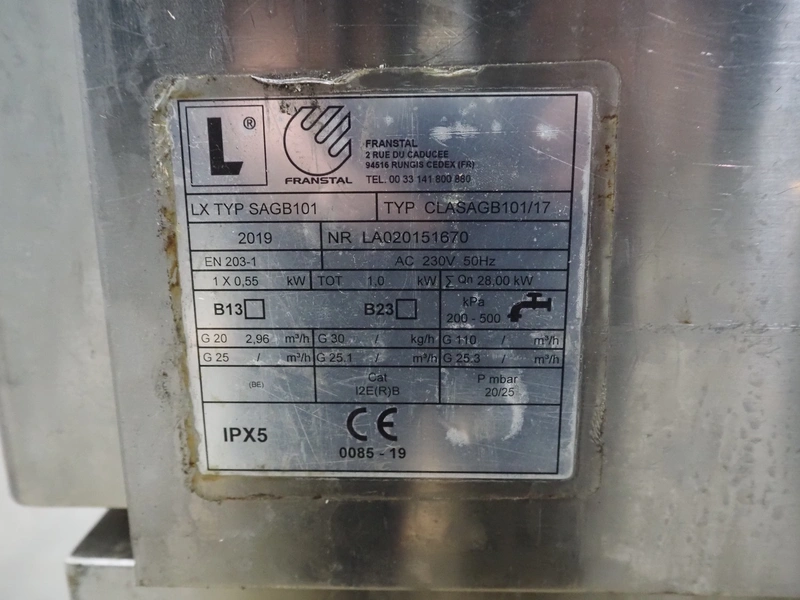 L ®
FRANSTAL
FRANSTAL
2 RUE DU CADUCEE
94516 RUNGIS CEDEX (FR)
TEL. 00 33 141 800 880
LX TYP SAGB101 TYP CLASAGB101/17
2019 NR LA020151670
EN 203-1 AC 230V 50Hz
1 X 0,55 kW TOT 1,0 kW ∑ Qn 28,00 kW
B13 B23 kPa
200 - 500
G 20 2,96 m³/h G 30 / kg/h G 110 / m³/h
G 25 / m³/h G 25.1 / m³/h G 25.3 / m³/h
(BE) Cat P mbar
I2E(R)B 20/25
IPX5 CE
0085 - 19